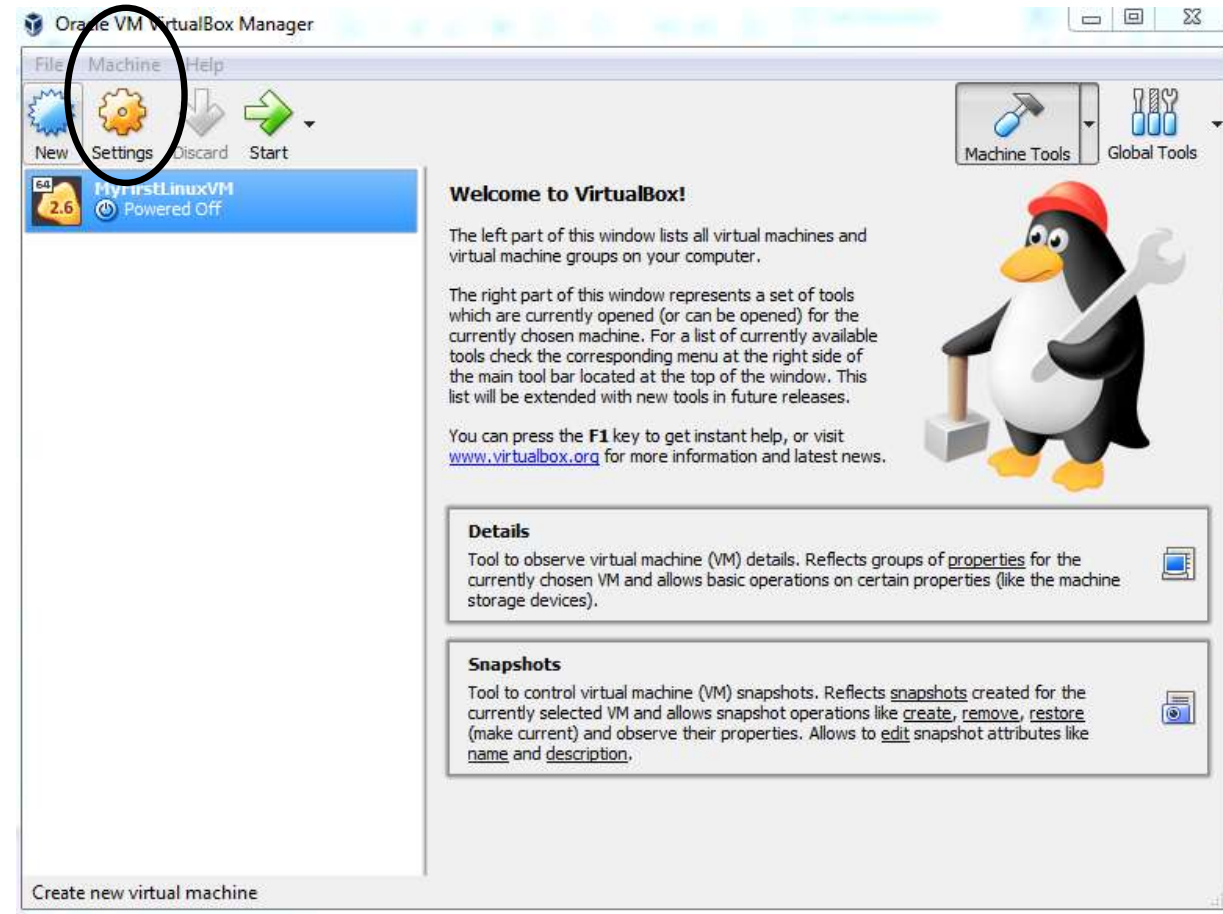 Oracle VM VirtualBox Manager
File Machine Help
New Settings Discard Start
Machine Tools
Global Tools
64
2.6
MyFirstLinuxVM
Powered Off
Welcome to VirtualBox!
The left part of this window lists all virtual machines and
virtual machine groups on your computer.
The right part of this window represents a set of tools
which are currently opened (or can be opened) for the
currently chosen machine. For a list of currently available
tools check the corresponding menu at the right side of
the main tool bar located at the top of the window. This
list will be extended with new tools in future releases.
You can press the F1 key to get instant help, or visit
www.virtualbox.org for more information and latest news.
Details
Tool to observe virtual machine (VM) details. Reflects groups of properties for the
currently chosen VM and allows basic operations on certain properties (like the machine
storage devices).
Snapshots
Tool to control virtual machine (VM) snapshots. Reflects snapshots created for the
currently selected VM and allows snapshot operations like create, remove, restore
(make current) and observe their properties. Allows to edit snapshot attributes like
name and description.
Create new virtual machine